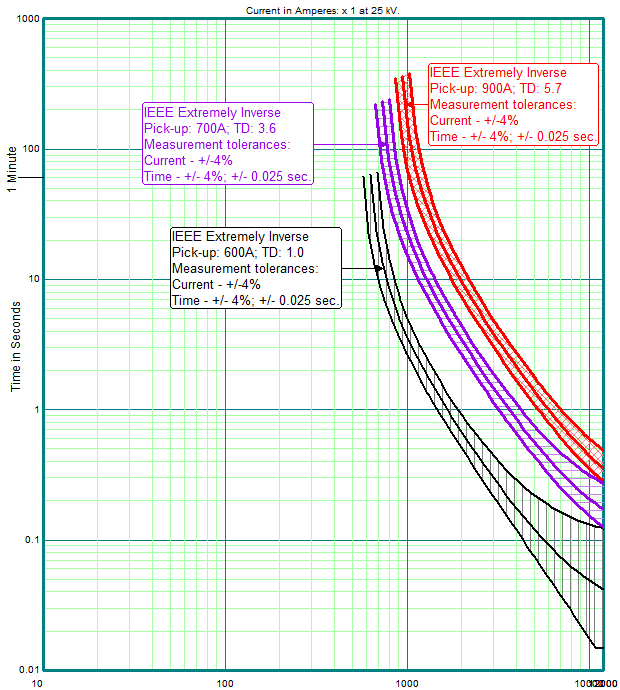 Current in Amperes: x 1 at 25 kV.
1000
IEEE Extremely Inverse
Pick-up: 900A; TD: 5.7
Measurement tolerances:
Current - +/-4%
Time - +/- 4%; +/- 0.025 sec.
IEEE Extremely Inverse
Pick-up: 700A; TD: 3.6
Measurement tolerances:
Current - +/-4%
Time - +/- 4%; +/- 0.025 sec.
100
1 Minute
IEEE Extremely Inverse
Pick-up: 600A; TD: 1.0
Measurement tolerances:
Current - +/-4%
Time - +/- 4%; +/- 0.025 sec.
10
Time in Seconds
1
0.1
0.01
10
100
1000